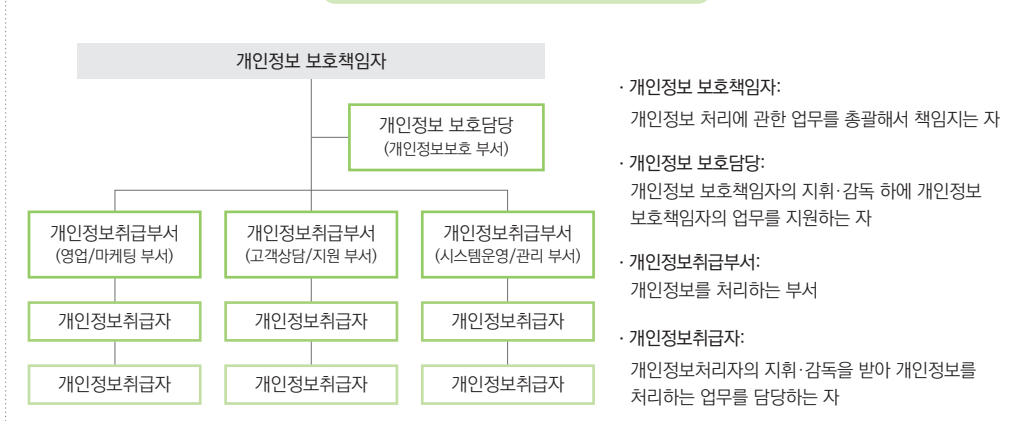 개인정보 보호책임자
개인정보 보호담당
(개인정보보호 부서)
개인정보취급부서
(영업/마케팅 부서)
개인정보취급부서
(고객상담/지원 부서)
개인정보취급부서
(시스템운영/관리 부서)
개인정보취급자
개인정보취급자
개인정보취급자
개인정보취급자
개인정보취급자
개인정보취급자
· 개인정보 보호책임자:
개인정보 처리에 관한 업무를 총괄해서 책임지는 자
· 개인정보 보호담당:
개인정보 보호책임자의 지휘·감독 하에 개인정보
보호책임자의 업무를 지원하는 자
· 개인정보취급부서:
개인정보를 처리하는 부서
· 개인정보취급자:
개인정보처리자의 지휘·감독을 받아 개인정보를
처리하는 업무를 담당하는 자